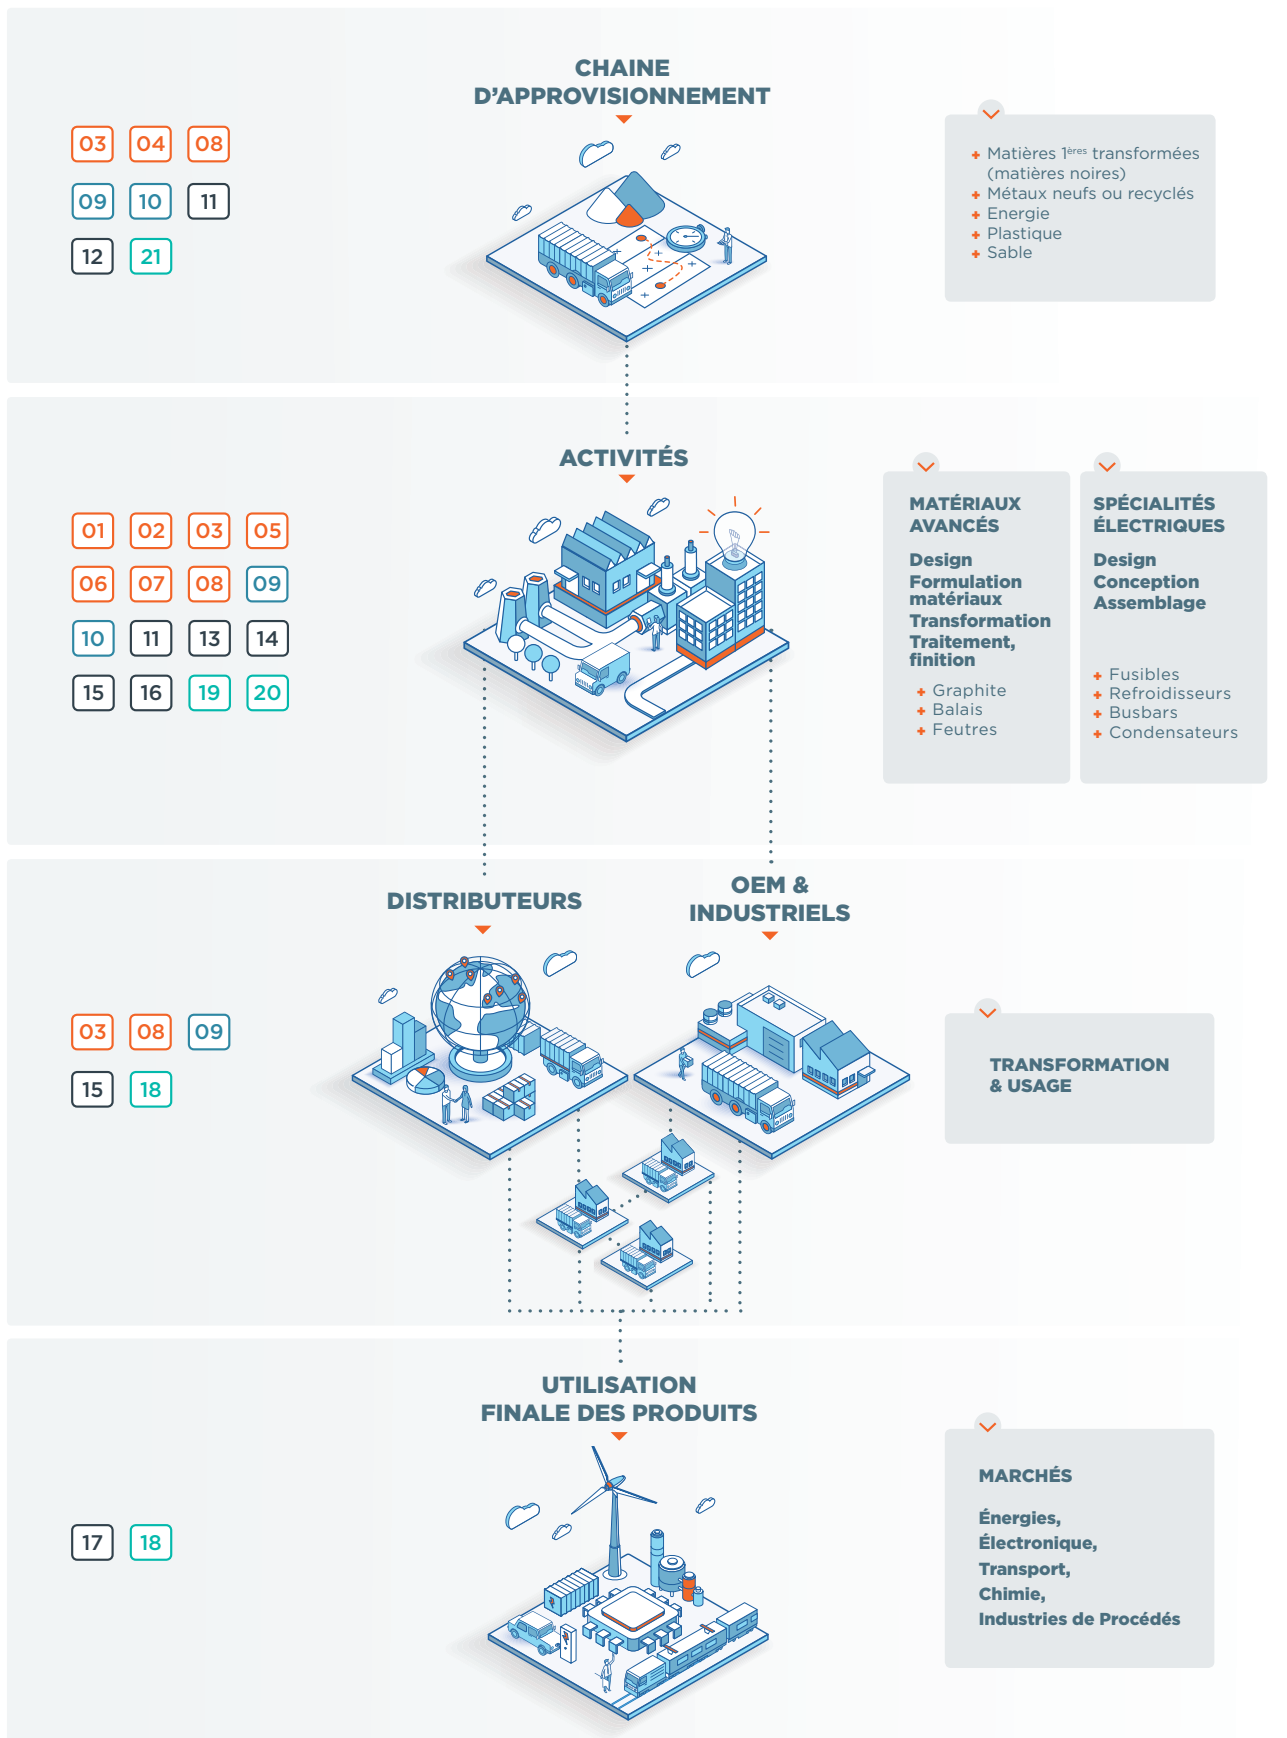 CHAINE
D’APPROVISIONNEMENT
03 04 08
09 10 11
12 21
+ Matières 1ères transformées
(matières noires)
+ Métaux neufs ou recyclés
+ Energie
+ Plastique
+ Sable
ACTIVITÉS
01 02 03 05
06 07 08 09
10 11 13 14
15 16 19 20
MATÉRIAUX
AVANCÉS
Design
Formulation
matériaux
Transformation
Traitement,
finition
+ Graphite
+ Balais
+ Feutres
SPÉCIALITÉS
ÉLECTRIQUES
Design
Conception
Assemblage
+ Fusibles
+ Refroidisseurs
+ Busbars
+ Condensateurs
DISTRIBUTEURS
OEM &
INDUSTRIELS
03 08 09
15 18
TRANSFORMATION
& USAGE
UTILISATION
FINALE DES PRODUITS
17 18
MARCHÉS
Énergies,
Électronique,
Transport,
Chimie,
Industries de Procédés